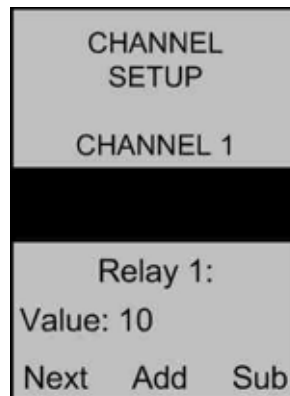 CHANNEL
SETUP
CHANNEL 1
Relay 1:
Value: 10
Next Add Sub